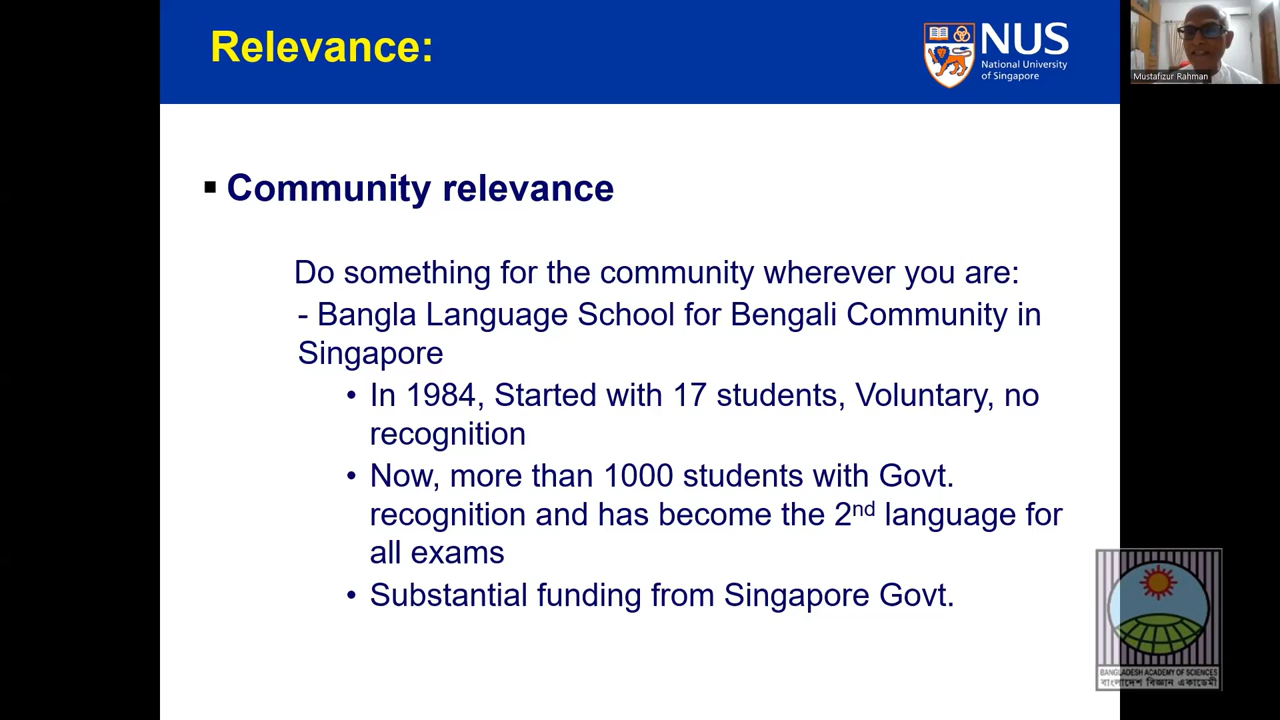 Relevance:
NUS
National University
of Singapore
Mustafizur Rahman
▪ Community relevance
Do something for the community wherever you are:
- Bangla Language School for Bengali Community in
Singapore
• In 1984, Started with 17 students, Voluntary, no
recognition
• Now, more than 1000 students with Govt.
recognition and has become the 2nd language for
all exams
• Substantial funding from Singapore Govt.
BANGLADESH ACADEMY OF SCIENCES
বাংলাদেশ বিজ্ঞান একাডেমী